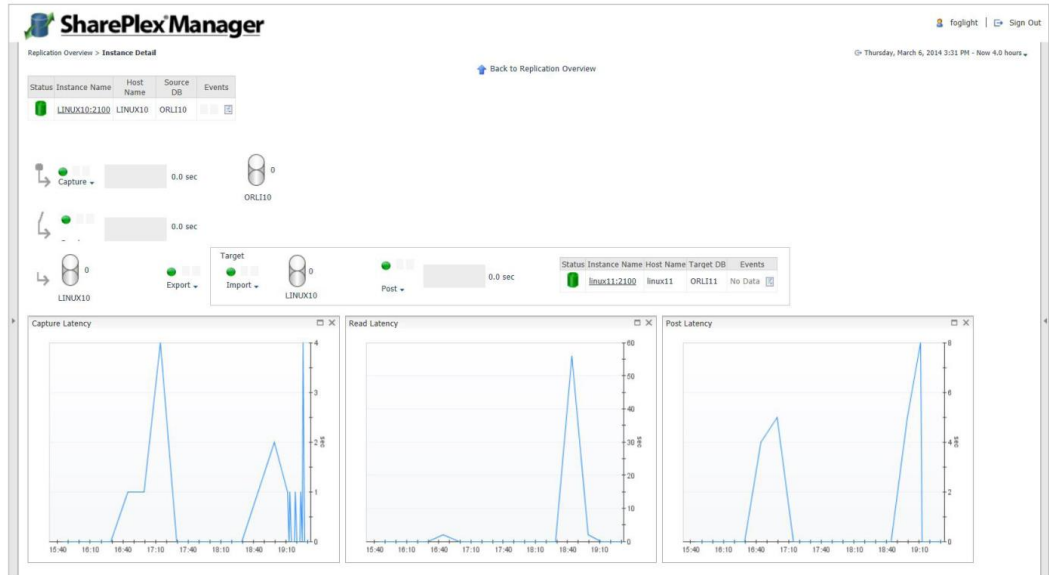 SharePlex Manager
foglight | Sign Out
Replication Overview > Instance Detail
Thursday, March 6, 2014 3:31 PM - Now 4.0 hours
Back to Replication Overview
Status Instance Name Host Name Source DB Events
LINUX10:2100 LINUX10 ORLI10
Capture 0.0 sec 0
ORLI10
0.0 sec
0
LINUX10
Export
Target
Import
0
LINUX10
Post
0.0 sec
Status Instance Name Host Name Target DB Events
linux11:2100 linux11 ORLI11 No Data
Capture Latency
4
3
2
1
0
sec
15:40 16:10 16:40 17:10 17:40 18:10 18:40 19:10
Read Latency
60
50
40
30
20
10
0
sec
15:40 16:10 16:40 17:10 17:40 18:10 18:40 19:10
Post Latency
8
6
4
2
0
sec
15:40 16:10 16:40 17:10 17:40 18:10 18:40 19:10